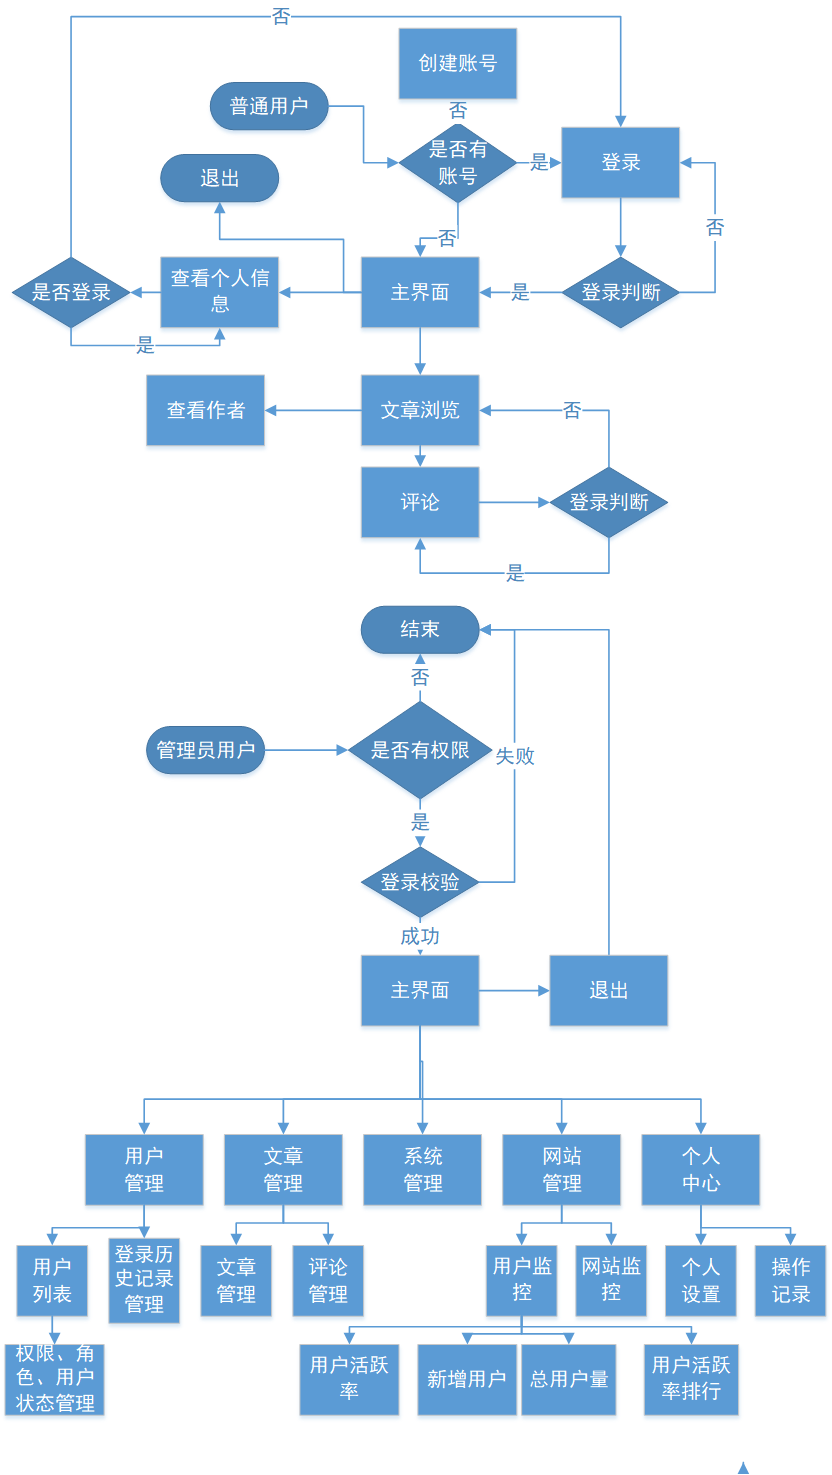 否
创建账号
普通用户
否
是否有
账号
是
登录
退出
否
否
是否登录
查看个人信
息
主界面
是
登录判断
是
查看作者
文章浏览
否
评论
登录判断
是
结束
否
管理员用户
是否有权限
失败
是
登录校验
成功
主界面
退出
用户
管理
文章
管理
系统
管理
网站
管理
个人
中心
用户
列表
登录历
史记录
管理
文章
管理
评论
管理
用户监
控
网站监
控
个人
设置
操作
记录
权限、角
色、用户
状态管理
用户活跃
率
新增用户
总用户量
用户活跃
率排行